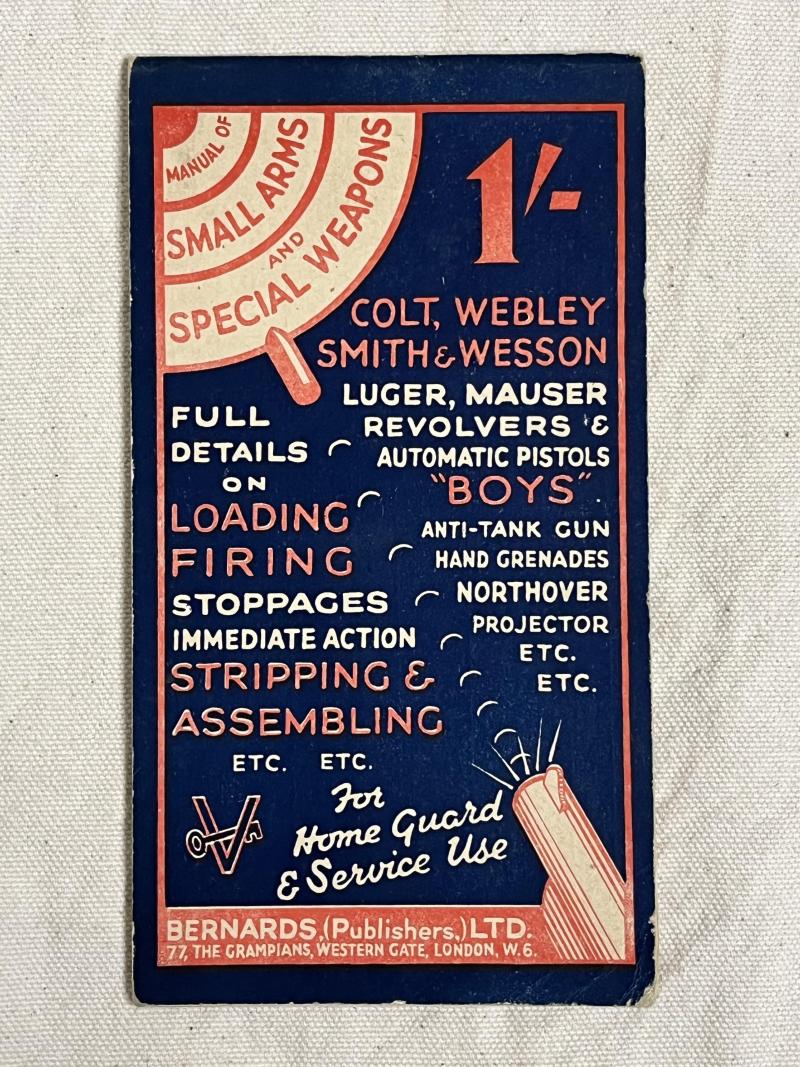 MANUAL OF
SMALL ARMS
AND
SPECIAL WEAPONS
1/-
COLT, WEBLEY
SMITH & WESSON
LUGER, MAUSER
REVOLVERS &
AUTOMATIC PISTOLS
"BOYS"
ANTI-TANK GUN
HAND GRENADES
NORTHOVER
PROJECTOR
ETC.
ETC.
FULL
DETAILS
ON
LOADING
FIRING
STOPPAGES
IMMEDIATE ACTION
STRIPPING &
ASSEMBLING
ETC. ETC.
For
Home Guard
& Service Use
V
BERNARDS, (Publishers,) LTD.
77, THE GRAMPIANS, WESTERN GATE, LONDON, W.6.